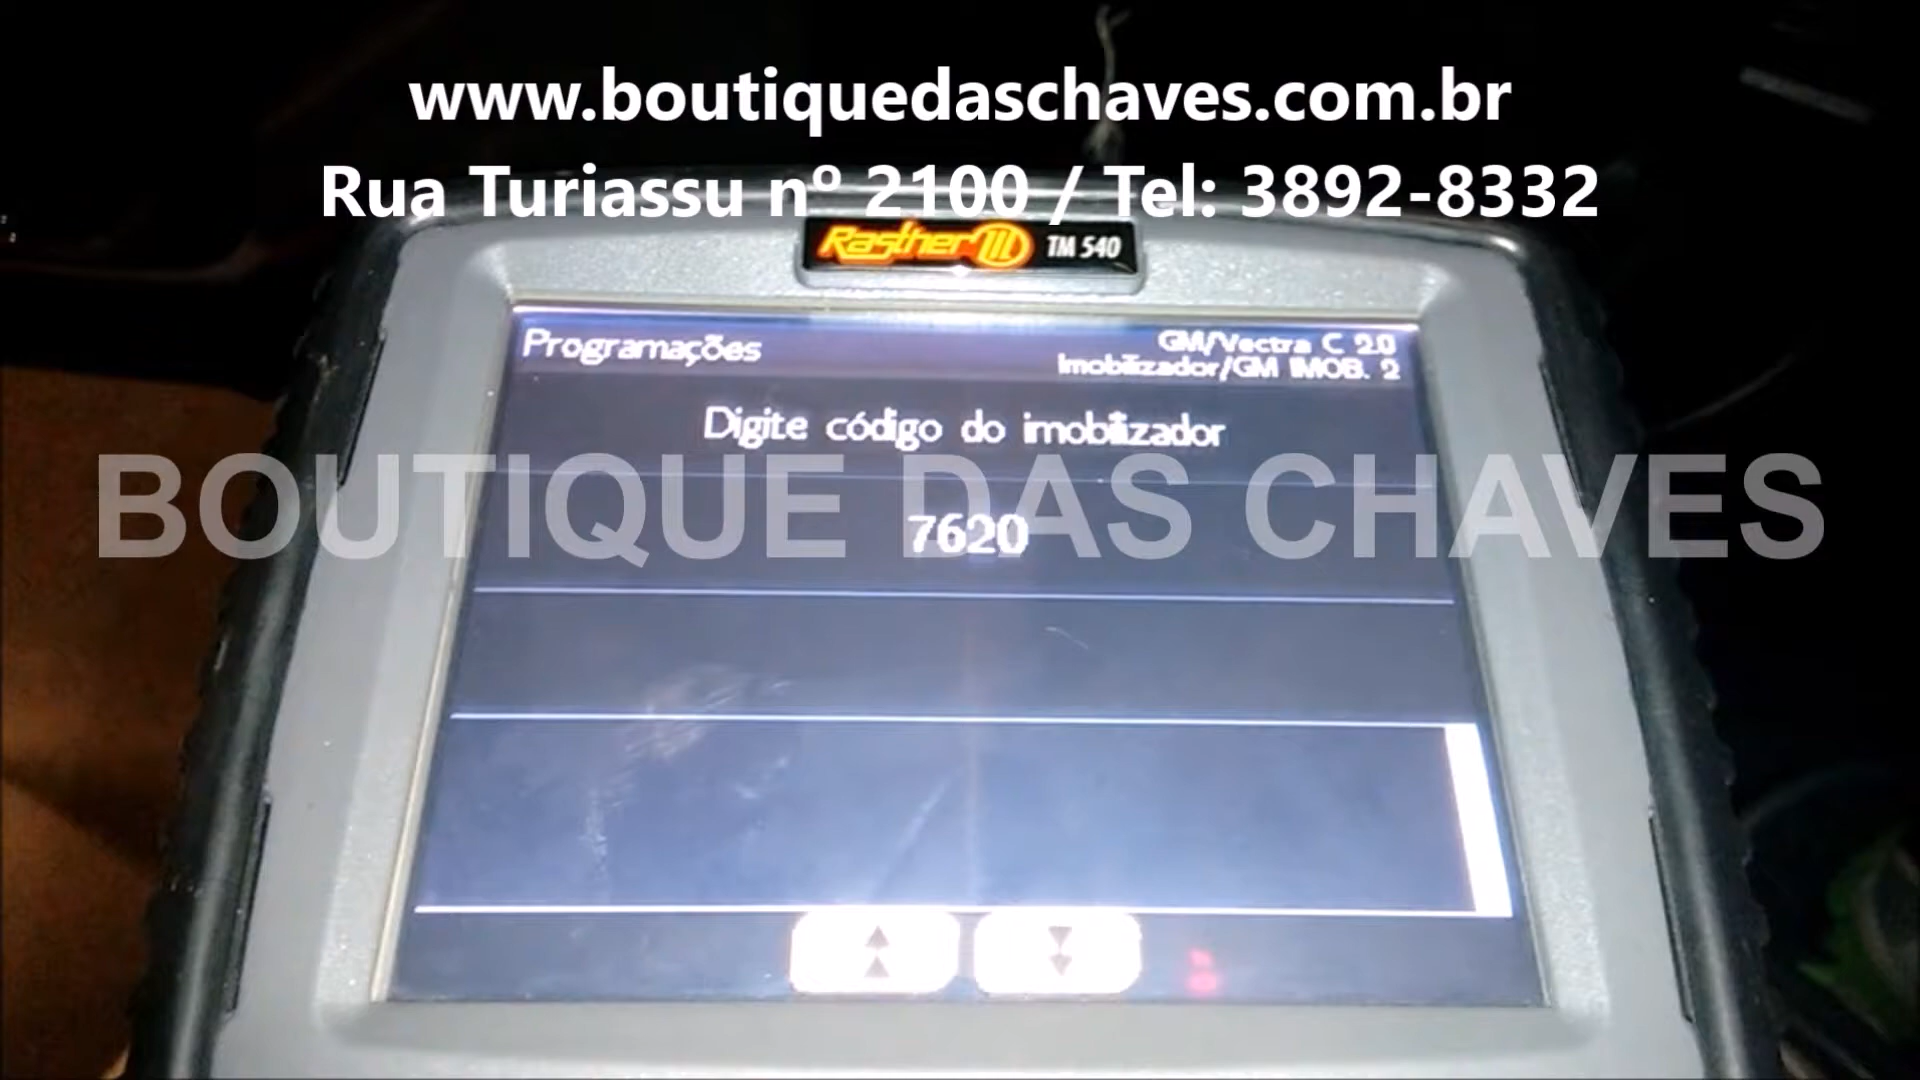 www.boutiquedaschaves.com.br
Rua Turiassu nº 2100 / Tel: 3892-8332
Rasther III TM 540
Programações
GM/Vectra C 2.0
Imobilizador/GM IMOB. 2
Digite código do imobilizador
BOUTIQUE DAS CHAVES
7620